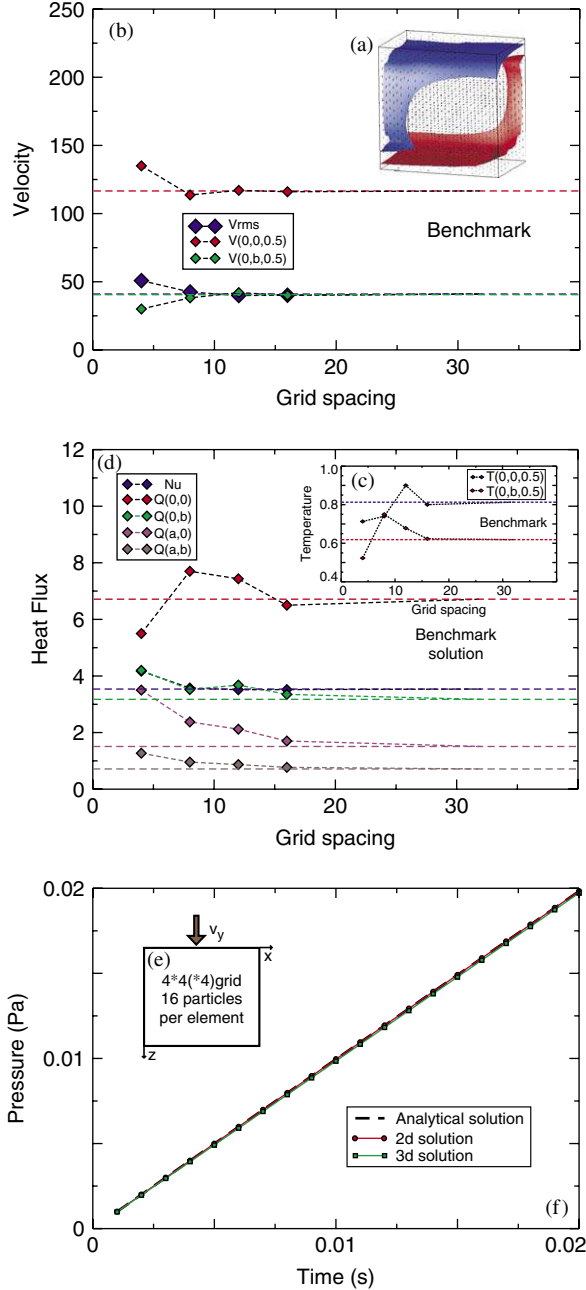 250
(b)
(a)
200
150
Velocity
100
Vrms
V(0,0,0.5)
V(0,b,0.5)
Benchmark
50
0
0
10
20
30
40
Grid spacing
12
(d)
Nu
Q(0,0)
Q(0,b)
Q(a,0)
Q(a,b)
1.0
(c)
T(0,0,0.5)
T(0,b,0.5)
0.8
Benchmark
Temperature
0.6
0.4
0
10
20
30
40
Grid spacing
10
8
Heat Flux
6
Benchmark
solution
4
2
0
0
10
20
30
40
Grid spacing
0.02
vy
(e)
x
4*4(*4)grid
16 particles
per element
z
Pressure (Pa)
0.01
Analytical solution
2d solution
3d solution
(f)
0
0
0.01
0.02
Time (s)